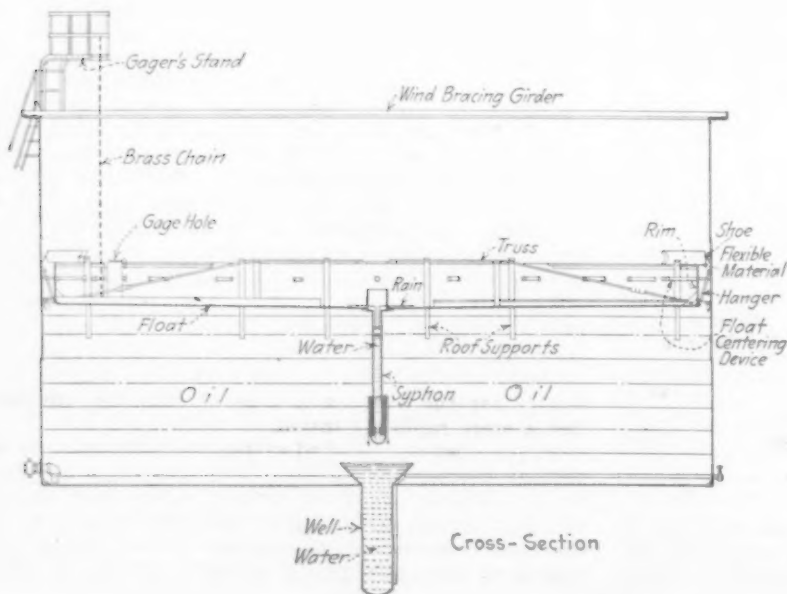 Gager's Stand
Wind Bracing Girder
Brass Chain
Gage Hole
Truss
Rim
Shoe
Flexible
Material
Rain
Hanger
Float
Float
Centering
Device
Water
Roof Supports
Oil
Syphon
Oil
Well
Water
Cross-Section